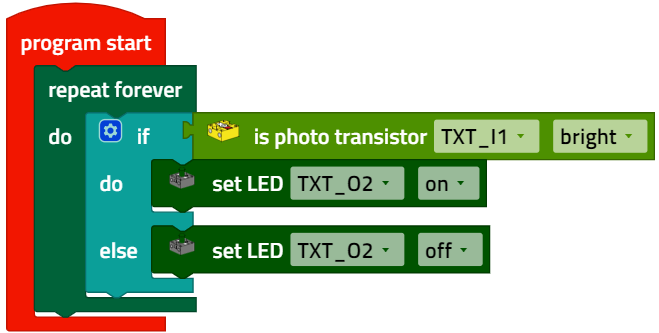 program start
repeat forever
do if is photo transistor TXT_I1 bright
do set LED TXT_O2 on
else set LED TXT_O2 off